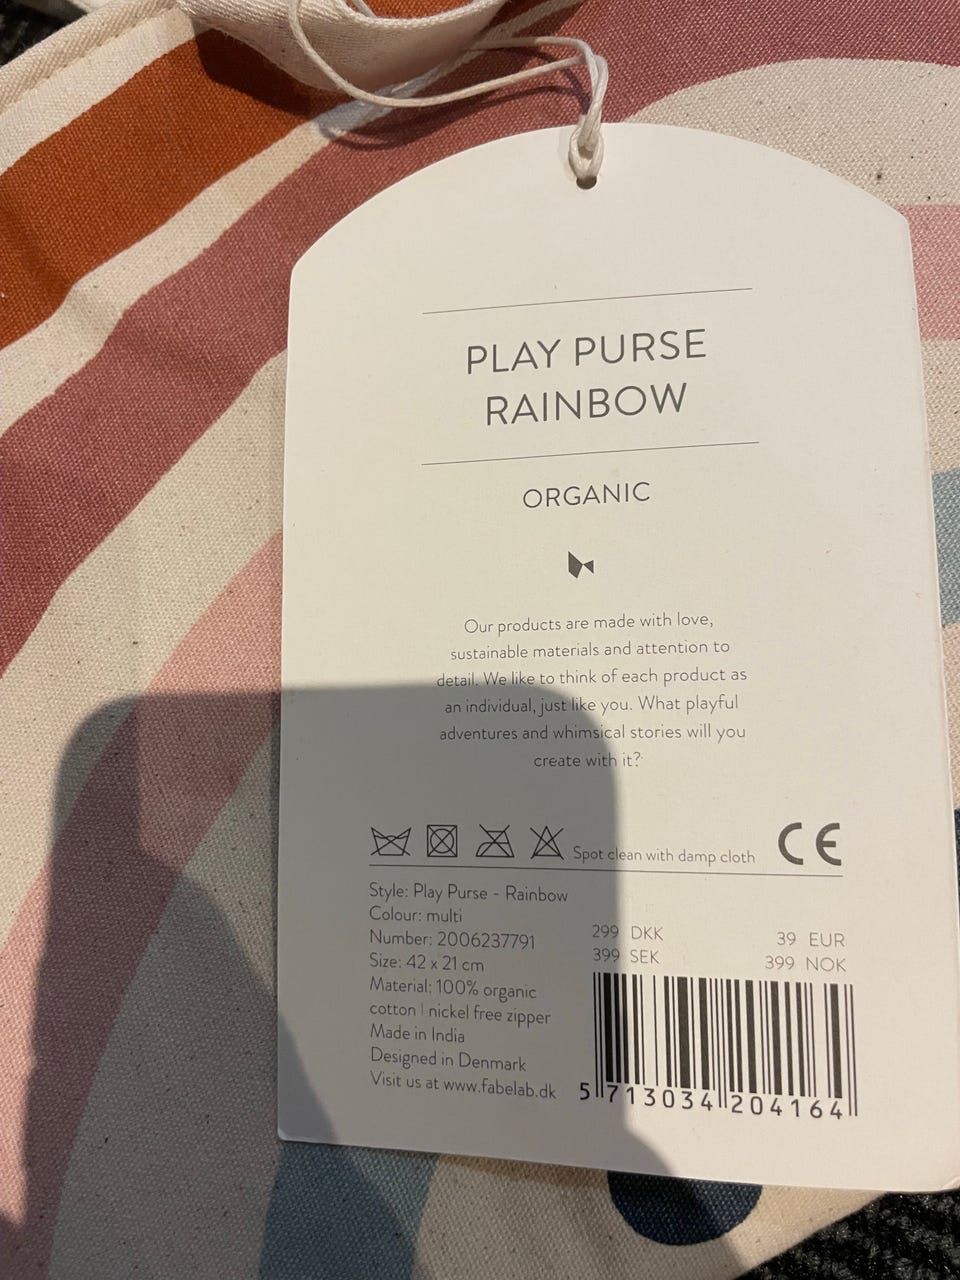 PLAY PURSE
RAINBOW
ORGANIC
Our products are made with love,
sustainable materials and attention to
detail. We like to think of each product as
an individual, just like you. What playful
adventures and whimsical stories will you
create with it?
Spot clean with damp cloth
CE
Style: Play Purse - Rainbow
Colour: multi
Number: 2006237791
Size: 42 x 21 cm
Material: 100% organic
cotton | nickel free zipper
Made in India
Designed in Denmark
Visit us at www.fabelab.dk
299 DKK 39 EUR
399 SEK 399 NOK
5 713034 204164